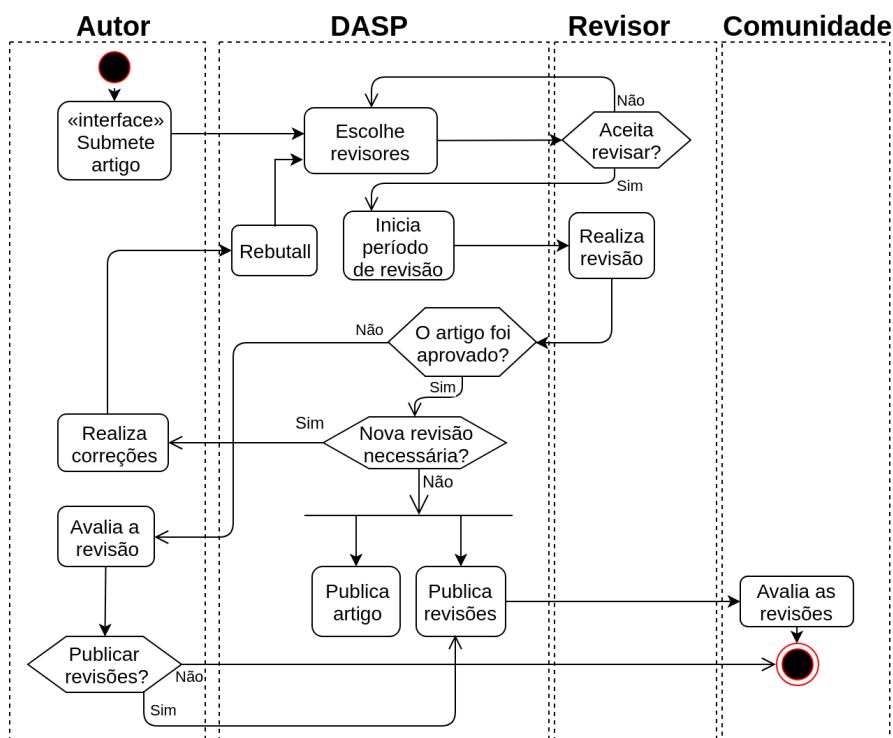 Autor
DASP
Revisor
Comunidade
«interface»
Submete
artigo
Escolhe
revisores
Não
Aceita
revisar?
Sim
Rebutall
Inicia
período
de revisão
Realiza
revisão
Não
O artigo foi
aprovado?
Sim
Sim
Nova revisão
necessária?
Realiza
correções
Não
Avalia a
revisão
Publica
artigo
Publica
revisões
Avalia as
revisões
Publicar
revisões?
Não
Sim